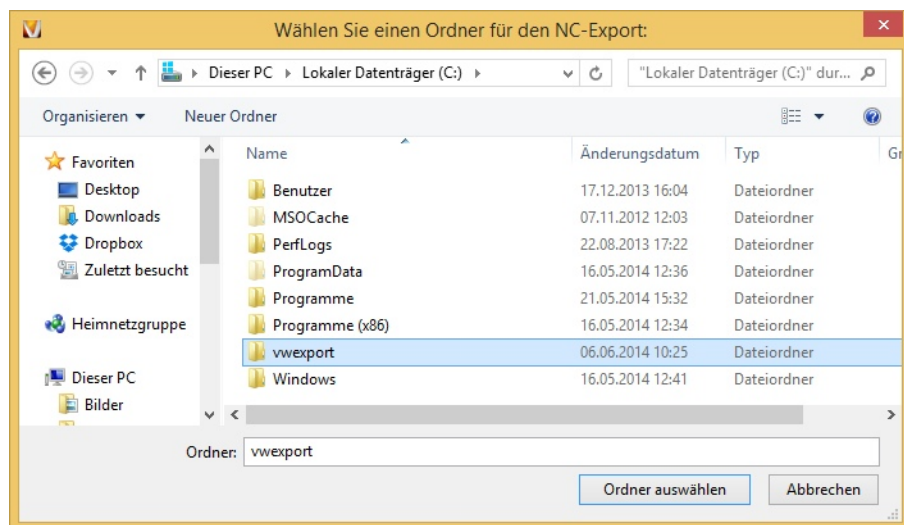 Wählen Sie einen Ordner für den NC-Export:
Dieser PC Lokaler Datenträger (C:) "Lokaler Datenträger (C:)" dur...
Organisieren Neuer Ordner
Favoriten
Desktop
Downloads
Dropbox
Zuletzt besucht
Heimnetzgruppe
Dieser PC
Bilder
Name Änderungsdatum Typ Gr
Benutzer 17.12.2013 16:04 Dateiordner
MSOCache 07.11.2012 12:03 Dateiordner
PerfLogs 22.08.2013 17:22 Dateiordner
ProgramData 16.05.2014 12:36 Dateiordner
Programme 21.05.2014 15:32 Dateiordner
Programme (x86) 16.05.2014 12:34 Dateiordner
vwexport 06.06.2014 10:25 Dateiordner
Windows 16.05.2014 12:41 Dateiordner
Ordner: vwexport
Ordner auswählen Abbrechen